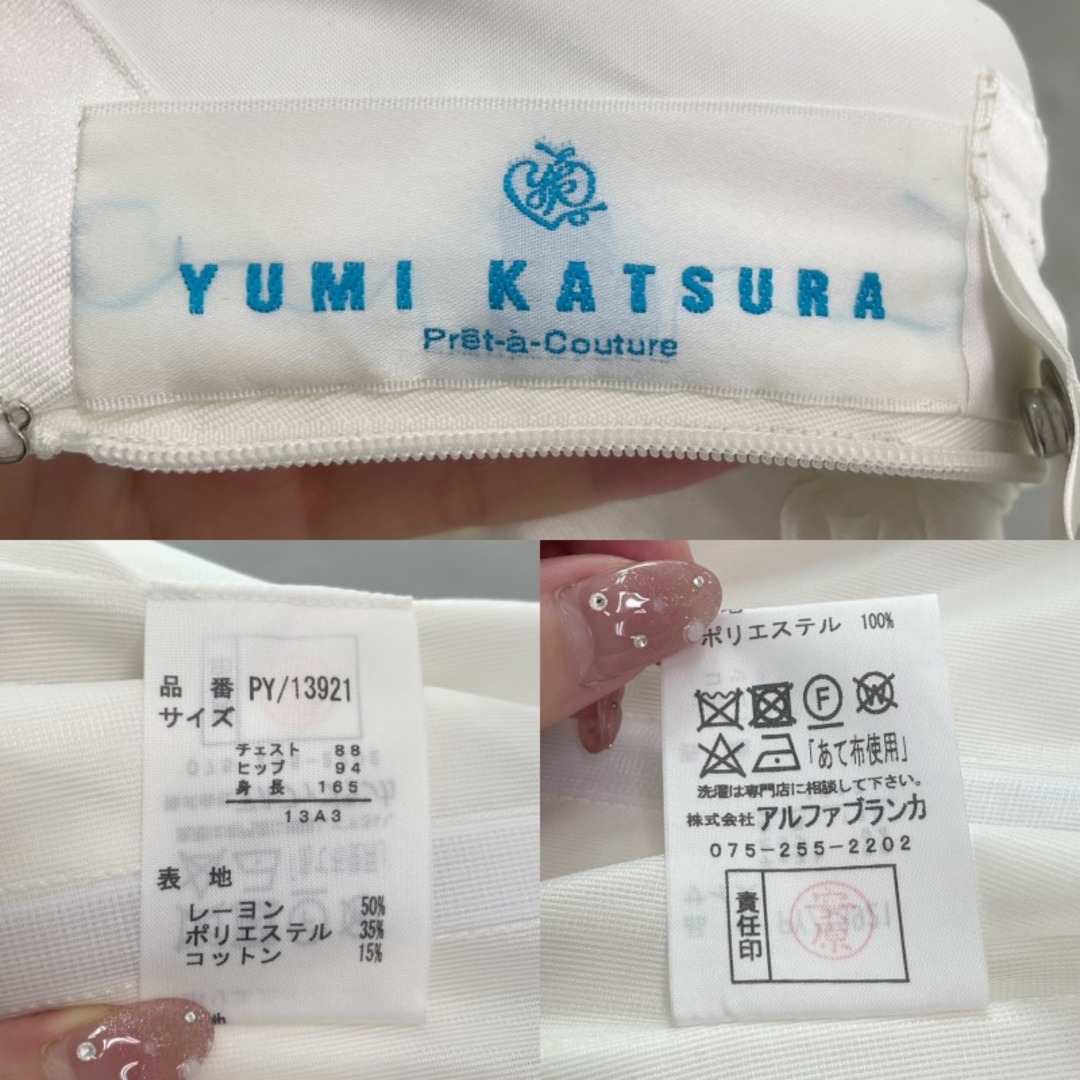 YUMI KATSURA
Prêt-à-Couture
品 番 PY/13921
サイズ
チェスト 88
ヒップ 94
身 長 165
13A3
表 地
レーヨン 50%
ポリエステル 35%
コットン 15%
ポリエステル 100%
F W
「あて布使用」
洗濯は専門店に相談して下さい。
株式会社 アルファブランカ
075-255-2202
責任印